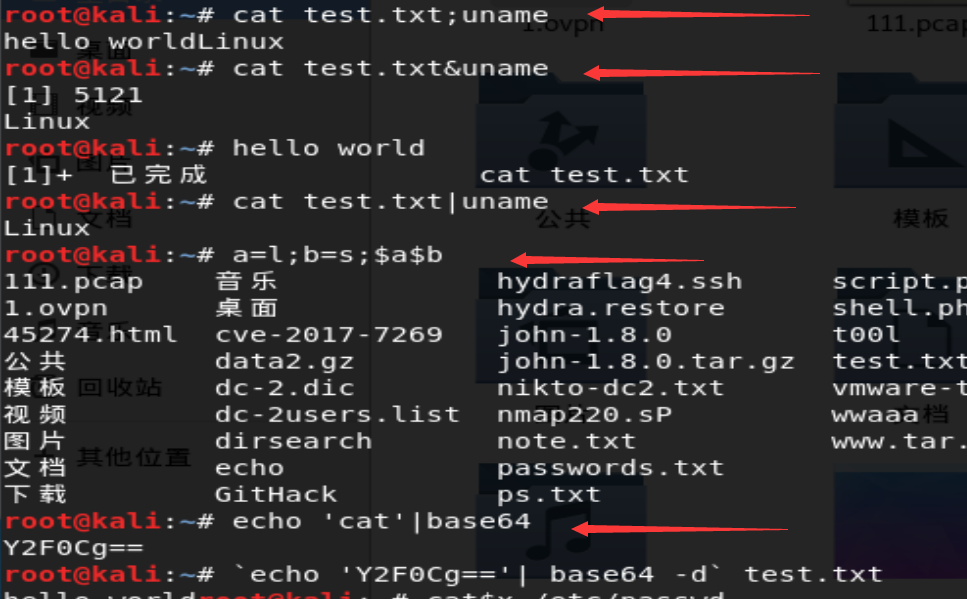 root@kali:~# cat test.txt;uname
hello worldLinux
root@kali:~# cat test.txt&uname
[1] 5121
Linux
root@kali:~# hello world
[1]+ 已完成 cat test.txt
root@kali:~# cat test.txt|uname
Linux
root@kali:~# a=l;b=s;$a$b
111.pcap 音乐 hydraflag4.ssh script.p
1.ovpn 桌面 hydra.restore shell.ph
45274.html cve-2017-7269 john-1.8.0 t00l
公共 data2.gz john-1.8.0.tar.gz test.txt
模板 dc-2.dic nikto-dc2.txt vmware-t
视频 dc-2users.list nmap220.sP wwaaa
图片 dirsearch note.txt www.tar.
文档 echo passwords.txt
下载 GitHack ps.txt
root@kali:~# echo 'cat'|base64
Y2F0Cg==
root@kali:~# `echo 'Y2F0Cg=='| base64 -d` test.txt
hello worldroot@kali:~# cat$x /etc/passwd
1.ovpn
111.pcap
桌面
视频
图片
文档
公共
模板
下载
音乐
回收站
其他位置
文档